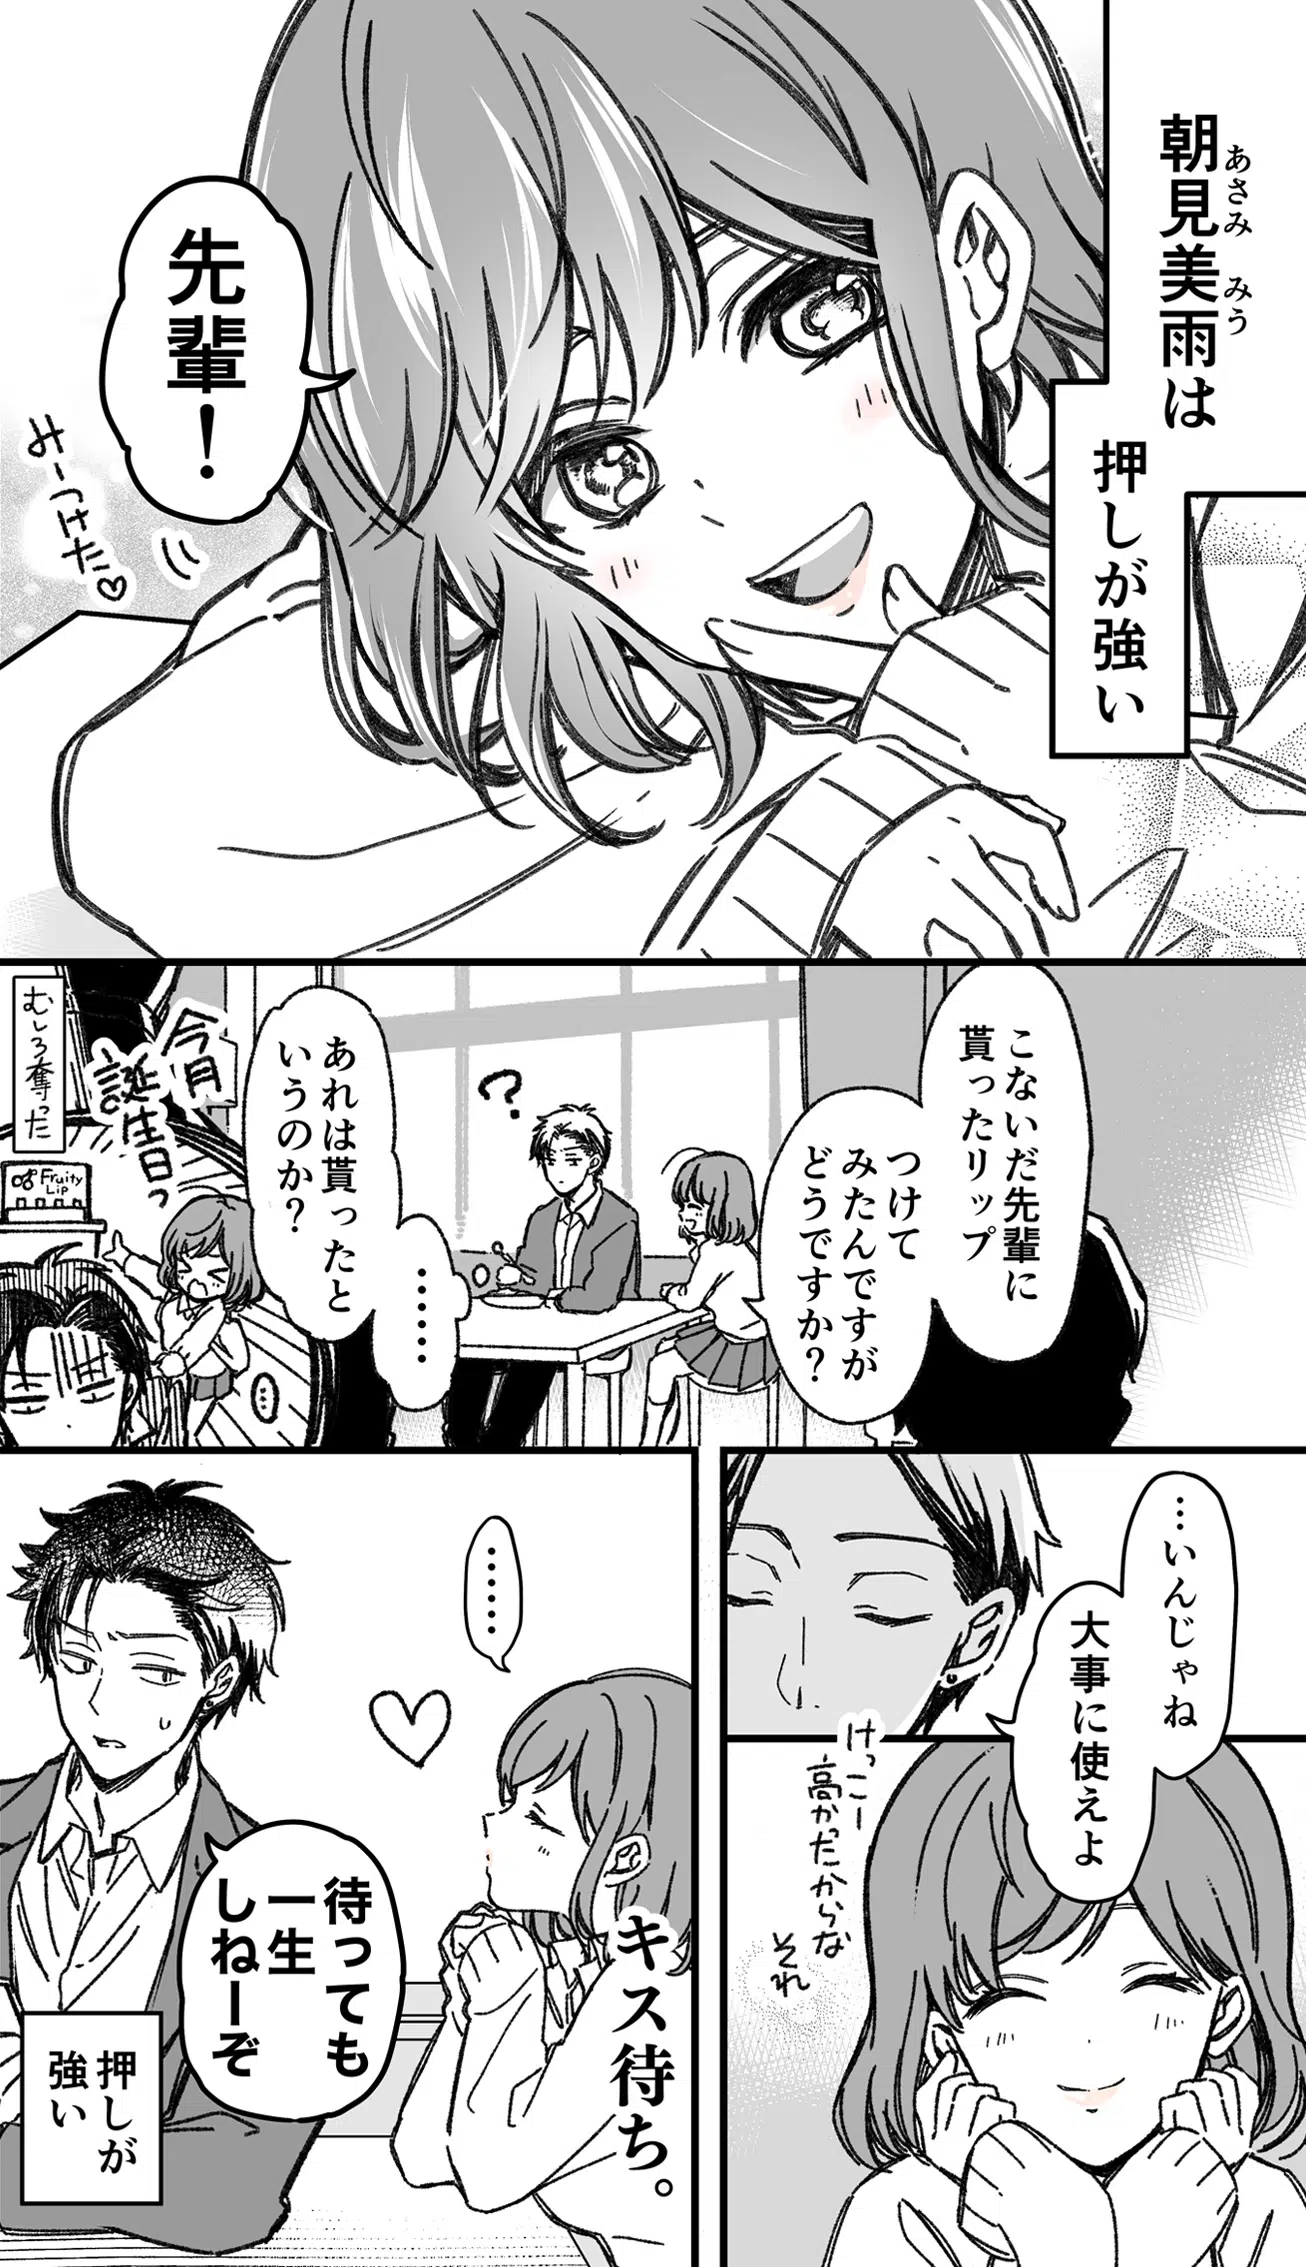 朝見美雨は
あさみ みう
押しが強い
先輩！
みーつけた♡
こないだ先輩に
貰ったリップ
つけて
みたんですが
どうですか？
？
……
あれは貰ったと
いうのか？
むしろ奪った
今月
誕生日っ
Fruity
Lip
…
…いんじゃね
大事に使えよ
けっこー
高かったからな
それ
……
キス待ち。
待っても
一生
しねーぞ
押しが
強い